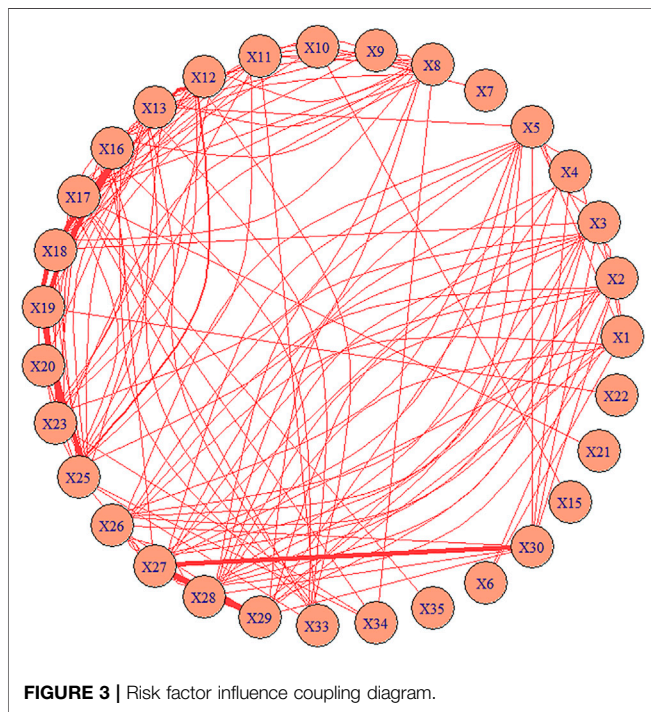 X10
X11
X9
X8
X12
X7
X13
X5
X16
X4
X17
X3
X18
X2
X19
X1
X20
X22
X23
X21
X25
X15
X26
X30
X27
X6
X28
X35
X29
X33
X34
FIGURE 3 | Risk factor influence coupling diagram.